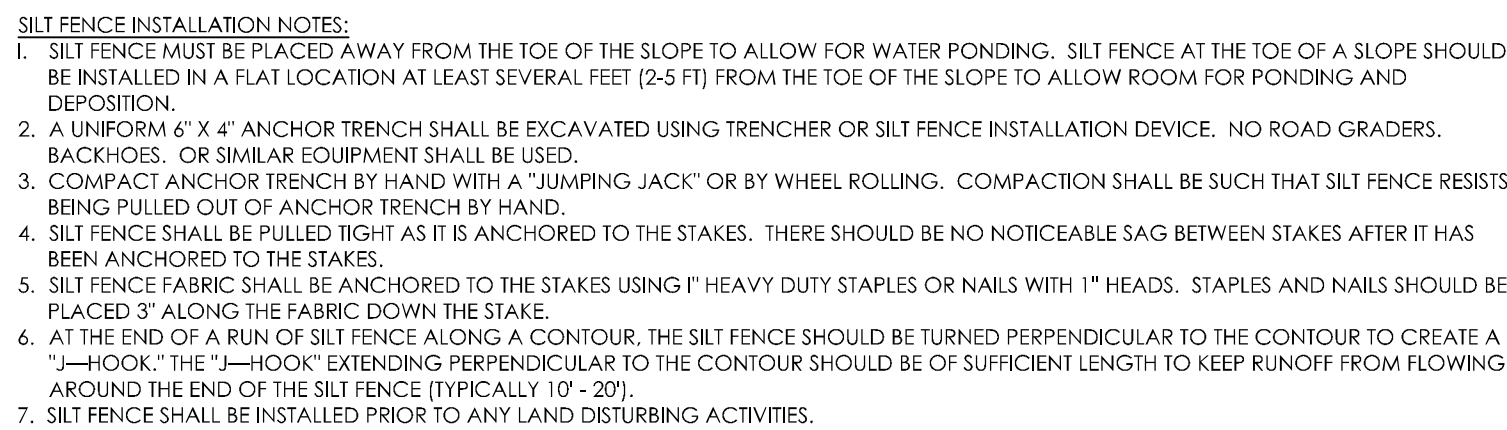 SILT FENCE INSTALLATION NOTES:
I. SILT FENCE MUST BE PLACED AWAY FROM THE TOE OF THE SLOPE TO ALLOW FOR WATER PONDING. SILT FENCE AT THE TOE OF A SLOPE SHOULD
BE INSTALLED IN A FLAT LOCATION AT LEAST SEVERAL FEET (2-5 FT) FROM THE TOE OF THE SLOPE TO ALLOW ROOM FOR PONDING AND
DEPOSITION.
2. A UNIFORM 6" X 4" ANCHOR TRENCH SHALL BE EXCAVATED USING TRENCHER OR SILT FENCE INSTALLATION DEVICE. NO ROAD GRADERS.
BACKHOES. OR SIMILAR EOUIPMENT SHALL BE USED.
3. COMPACT ANCHOR TRENCH BY HAND WITH A "JUMPING JACK" OR BY WHEEL ROLLING. COMPACTION SHALL BE SUCH THAT SILT FENCE RESISTS
BEING PULLED OUT OF ANCHOR TRENCH BY HAND.
4. SILT FENCE SHALL BE PULLED TIGHT AS IT IS ANCHORED TO THE STAKES. THERE SHOULD BE NO NOTICEABLE SAG BETWEEN STAKES AFTER IT HAS
BEEN ANCHORED TO THE STAKES.
5. SILT FENCE FABRIC SHALL BE ANCHORED TO THE STAKES USING I" HEAVY DUTY STAPLES OR NAILS WITH 1" HEADS. STAPLES AND NAILS SHOULD BE
PLACED 3" ALONG THE FABRIC DOWN THE STAKE.
6. AT THE END OF A RUN OF SILT FENCE ALONG A CONTOUR, THE SILT FENCE SHOULD BE TURNED PERPENDICULAR TO THE CONTOUR TO CREATE A
"J—HOOK." THE "J—HOOK" EXTENDING PERPENDICULAR TO THE CONTOUR SHOULD BE OF SUFFICIENT LENGTH TO KEEP RUNOFF FROM FLOWING
AROUND THE END OF THE SILT FENCE (TYPICALLY 10' - 20').
7. SILT FENCE SHALL BE INSTALLED PRIOR TO ANY LAND DISTURBING ACTIVITIES.